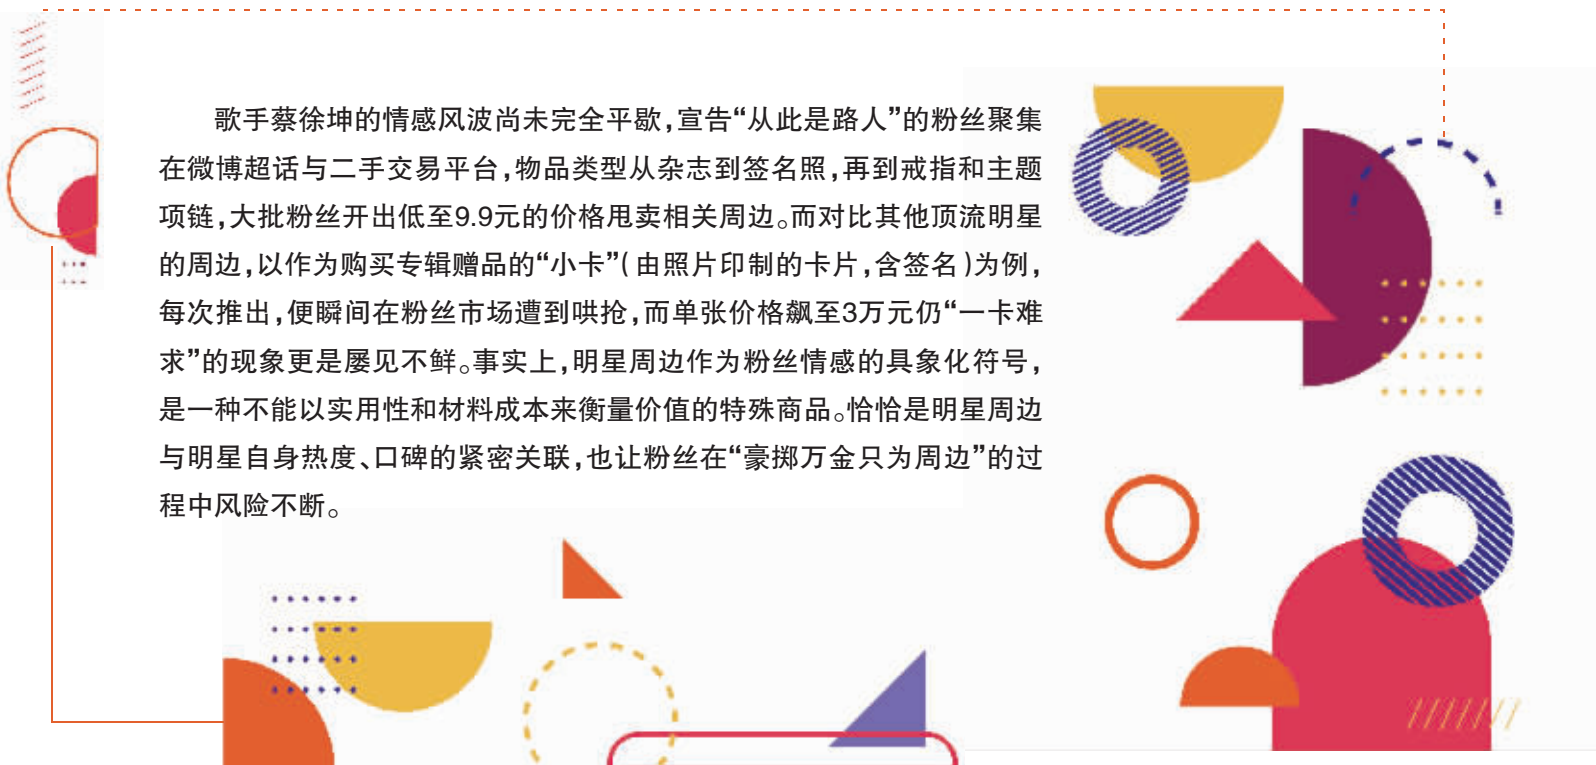 歌手蔡徐坤的情感风波尚未完全平歇，宣告“从此是路人”的粉丝聚集
在微博超话与二手交易平台，物品类型从杂志到签名照，再到戒指和主题
项链，大批粉丝开出低至9.9元的价格甩卖相关周边。而对比其他顶流明星
的周边，以作为购买专辑赠品的“小卡”（由照片印制的卡片，含签名）为例，
每次推出，便瞬间在粉丝市场遭到哄抢，而单张价格飙至3万元仍“一卡难
求”的现象更是屡见不鲜。事实上，明星周边作为粉丝情感的具象化符号，
是一种不能以实用性和材料成本来衡量价值的特殊商品。恰恰是明星周边
与明星自身热度、口碑的紧密关联，也让粉丝在“豪掷万金只为周边”的过
程中风险不断。